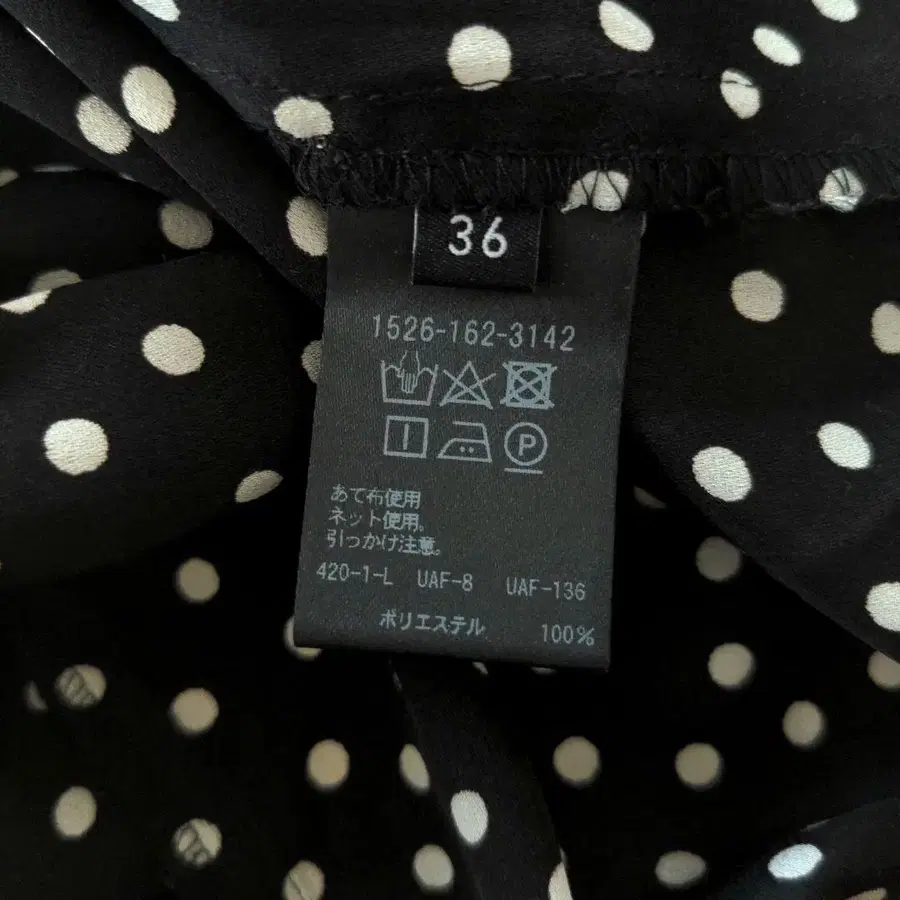 36
1526-162-3142
P
あて布使用
ネット使用。
引っかけ注意。
420-1-L UAF-8 UAF-136
ポリエステル 100%